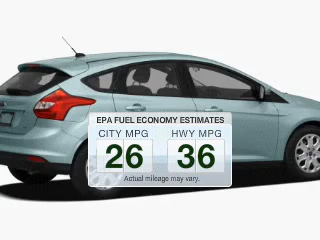 EPA FUEL ECONOMY ESTIMATES
CITY MPG HWY MPG
26 36
Actual mileage may vary.